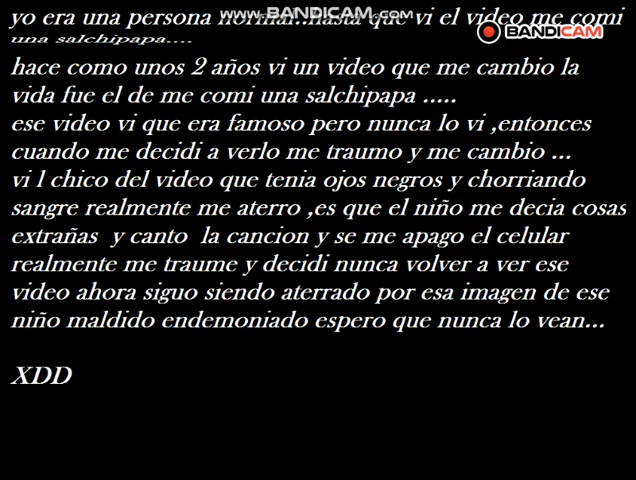 www.BANDICAM.com
yo era una persona normal..hasta que vi el video me comi
BANDICAM
una salchipapa....
hace como unos 2 años vi un video que me cambio la
vida fue el de me comi una salchipapa .....
ese video vi que era famoso pero nunca lo vi ,entonces
cuando me decidi a verlo me traumo y me cambio ...
vi l chico del video que tenia ojos negros y chorriando
sangre realmente me aterro ,es que el niño me decia cosas
extrañas y canto la cancion y se me apago el celular
realmente me traume y decidi nunca volver a ver ese
video ahora siguo siendo aterrado por esa imagen de ese
niño maldido endemoniado espero que nunca lo vean...
XDD